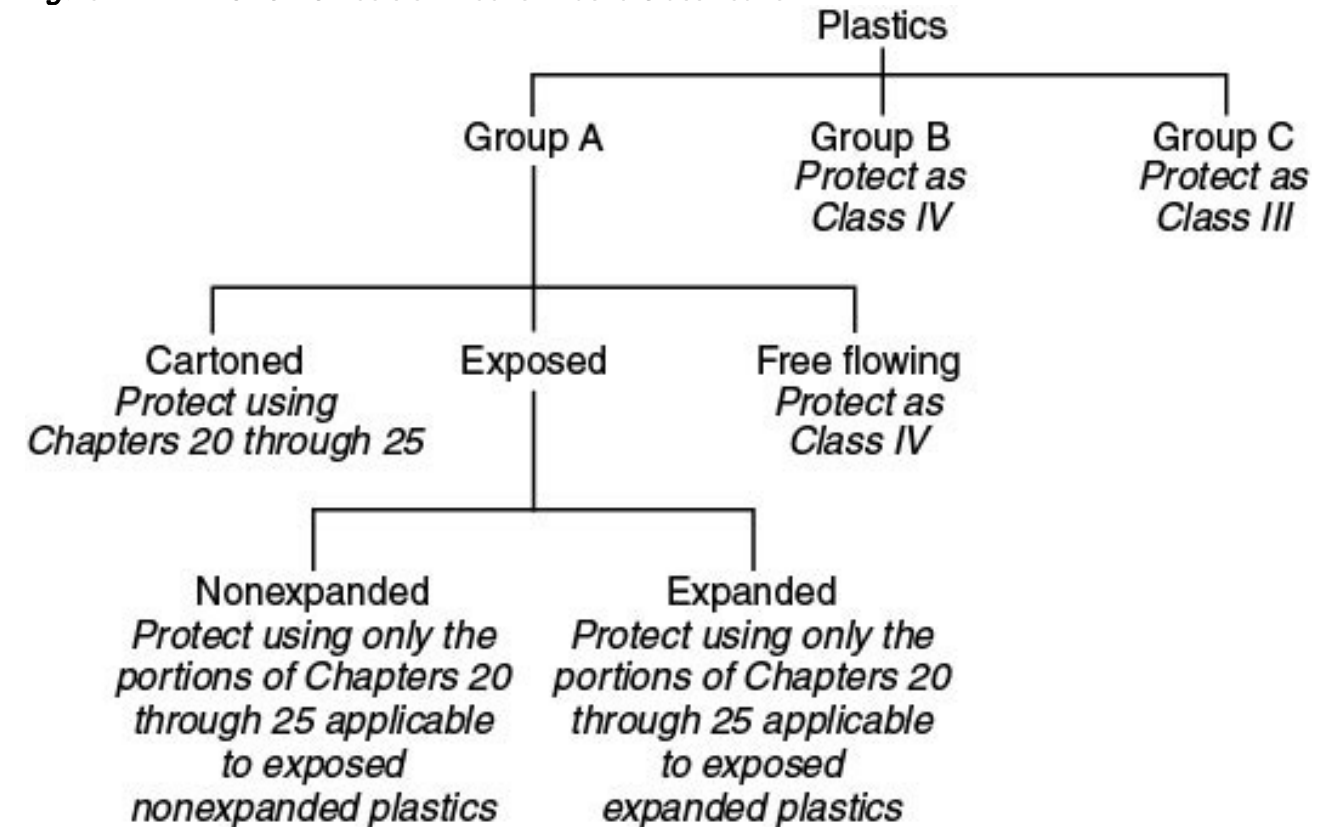 Plastics
Group A
Group B
Protect as
Class IV
Group C
Protect as
Class III
Cartoned
Protect using
Chapters 20 through 25
Exposed
Free flowing
Protect as
Class IV
Nonexpanded
Protect using only the
portions of Chapters 20
through 25 applicable
to exposed
nonexpanded plastics
Expanded
Protect using only the
portions of Chapters 20
through 25 applicable
to exposed
expanded plastics